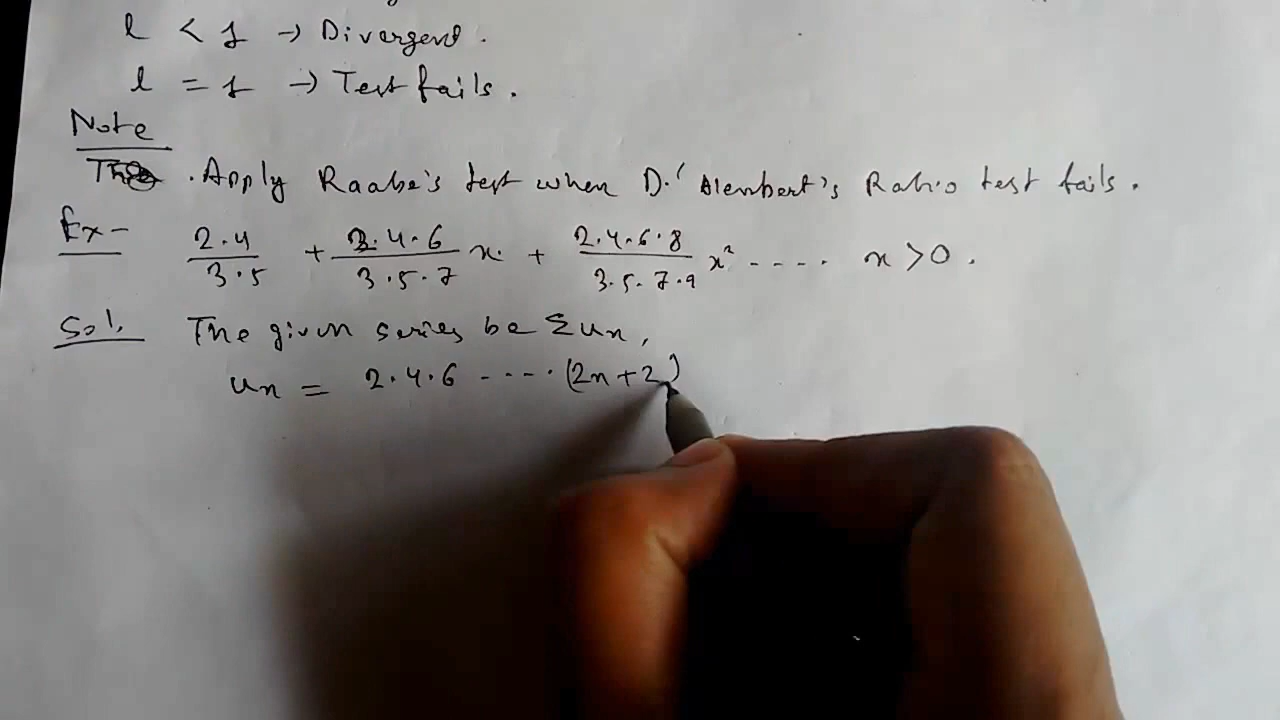 l < 1 → Divergent.
l = 1 → Test fails.
Note
. Apply Raabe's test when D.' Alembert's Ratio test fails.
Ex- 2.4/3.5 + 2.4.6/3.5.7 x + 2.4.6.8/3.5.7.9 x² .... x > 0.
Sol. The given series be Σun,
un = 2.4.6 ----. (2n+2)